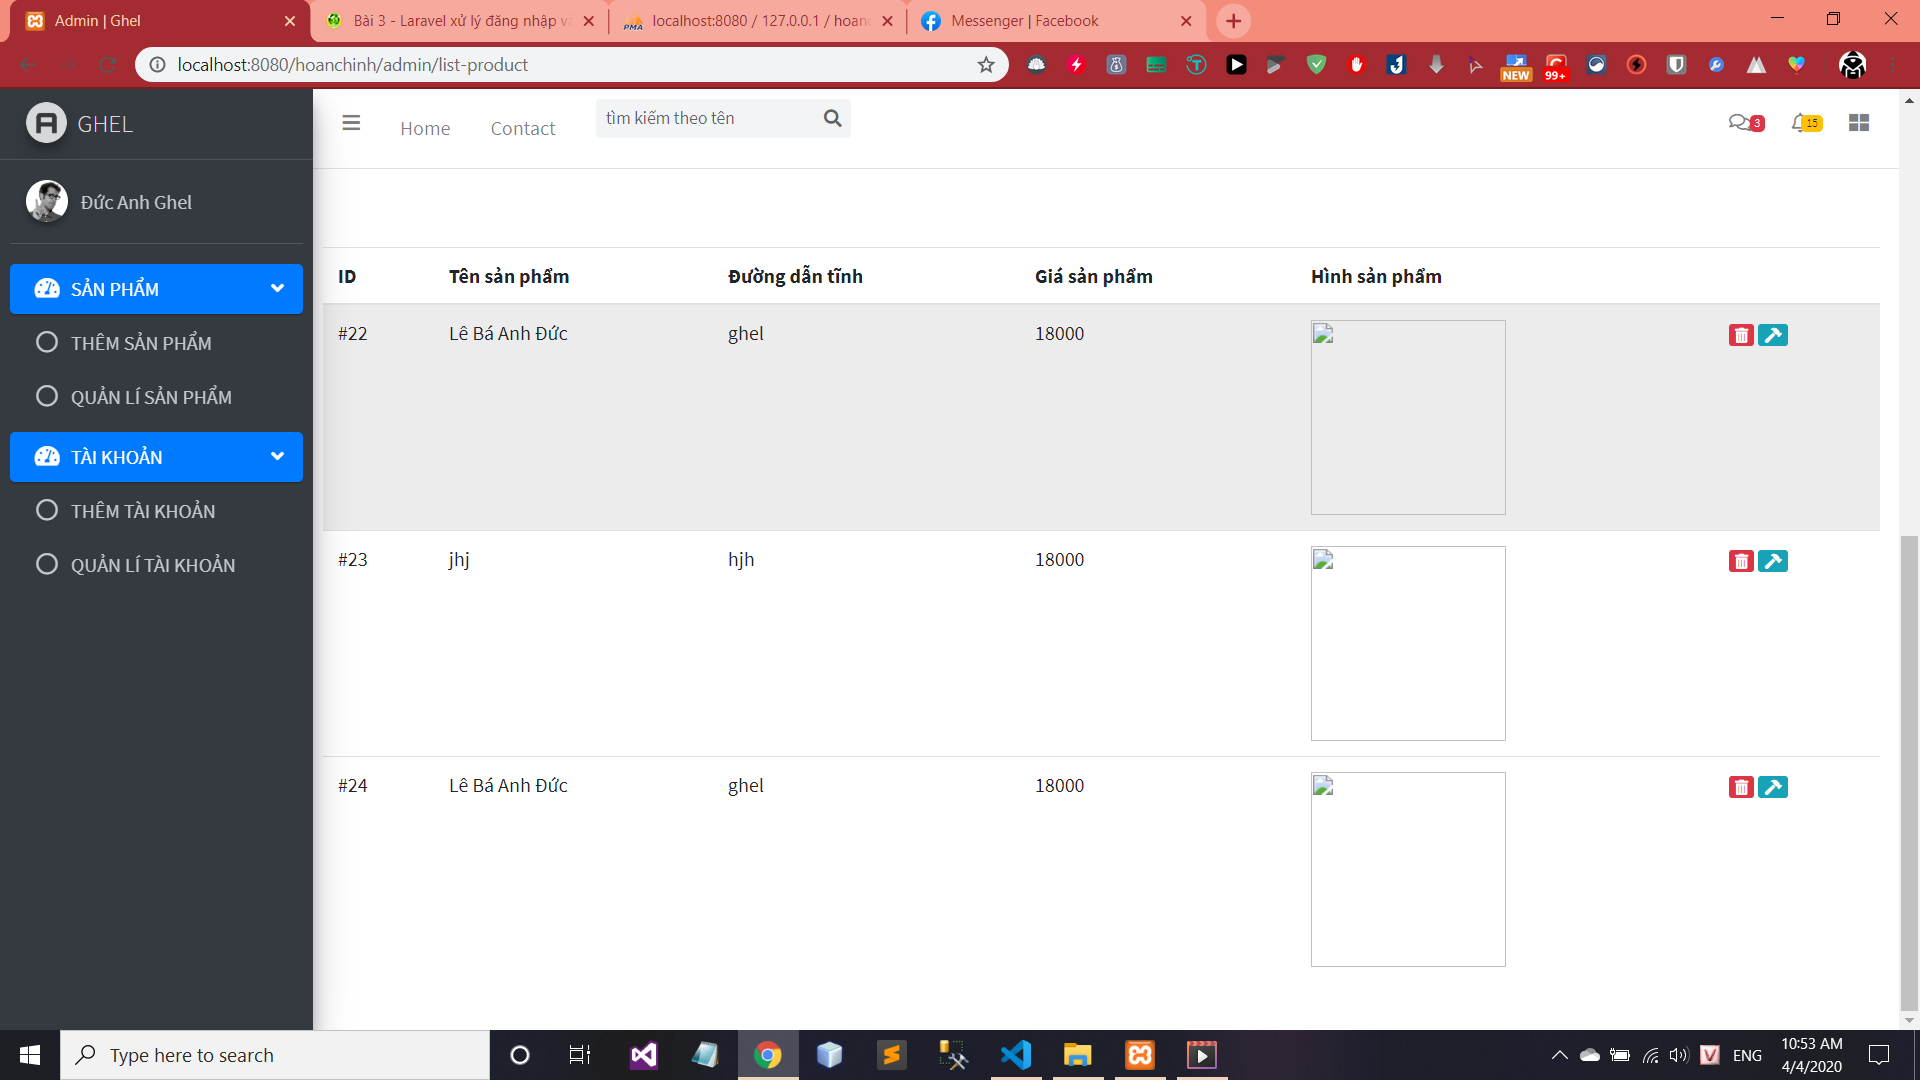 Admin | Ghel
Bài 3 - Laravel xử lý đăng nhập và
localhost:8080 / 127.0.0.1 / hoanc
Messenger | Facebook
localhost:8080/hoanchinh/admin/list-product
NEW
99+
GHEL
Home
Contact
tìm kiếm theo tên
3
15
Đức Anh Ghel
SẢN PHẨM
THÊM SẢN PHẨM
QUẢN LÍ SẢN PHẨM
TÀI KHOẢN
THÊM TÀI KHOẢN
QUẢN LÍ TÀI KHOẢN
ID Tên sản phẩm Đường dẫn tĩnh Giá sản phẩm Hình sản phẩm
#22 Lê Bá Anh Đức ghel 18000
#23 jhj hjh 18000
#24 Lê Bá Anh Đức ghel 18000
Type here to search
ENG
10:53 AM
4/4/2020